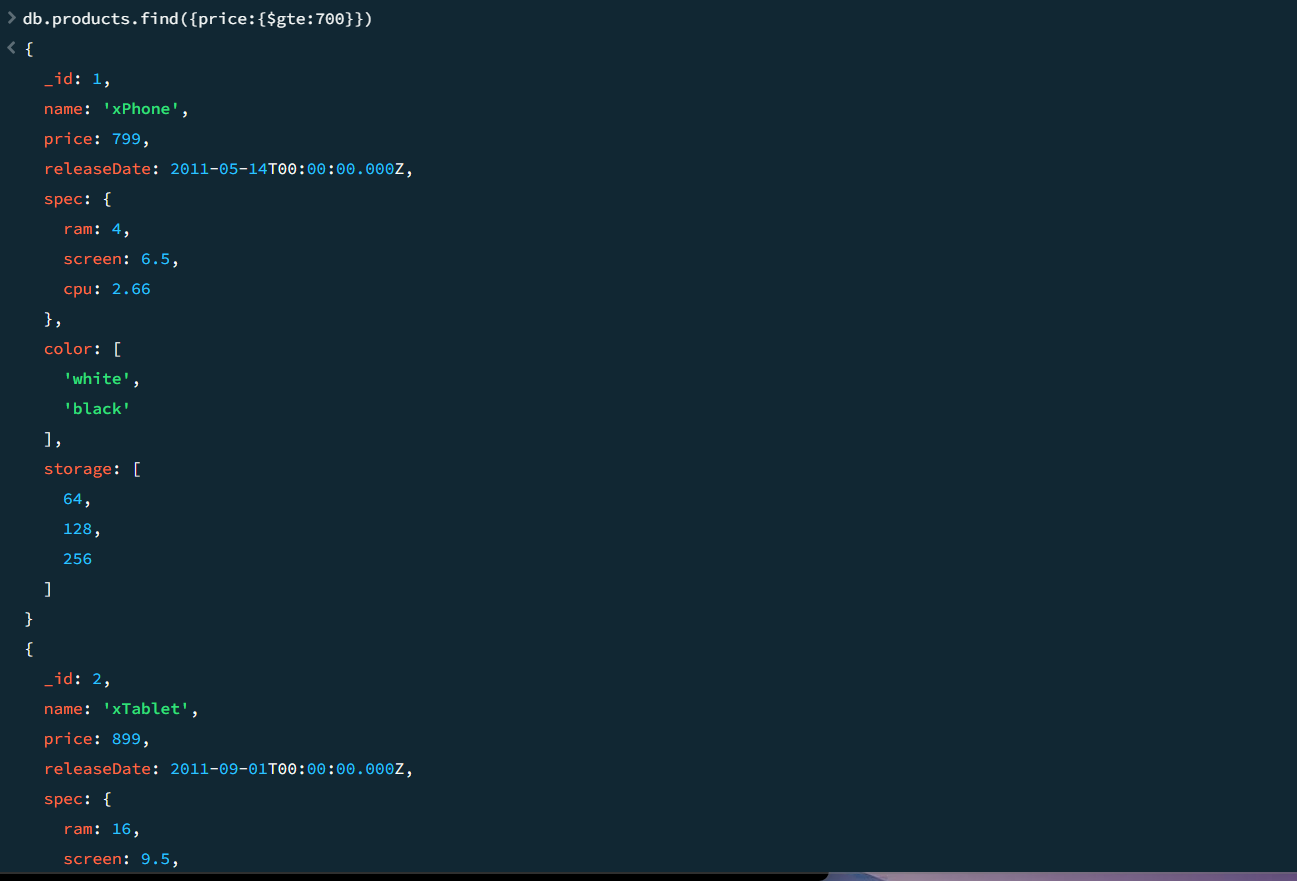 db.products.find({price:{$gte:700}})
{
_id: 1,
name: 'xPhone',
price: 799,
releaseDate: 2011-05-14T00:00:00.000Z,
spec: {
ram: 4,
screen: 6.5,
cpu: 2.66
},
color: [
'white',
'black'
],
storage: [
64,
128,
256
]
}
{
_id: 2,
name: 'xTablet',
price: 899,
releaseDate: 2011-09-01T00:00:00.000Z,
spec: {
ram: 16,
screen: 9.5,